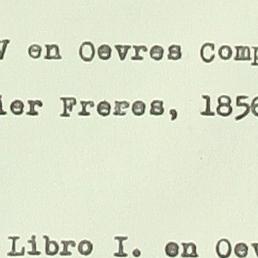 en Oevres Comp
ier Freres, 1856
Libro I. en Oev